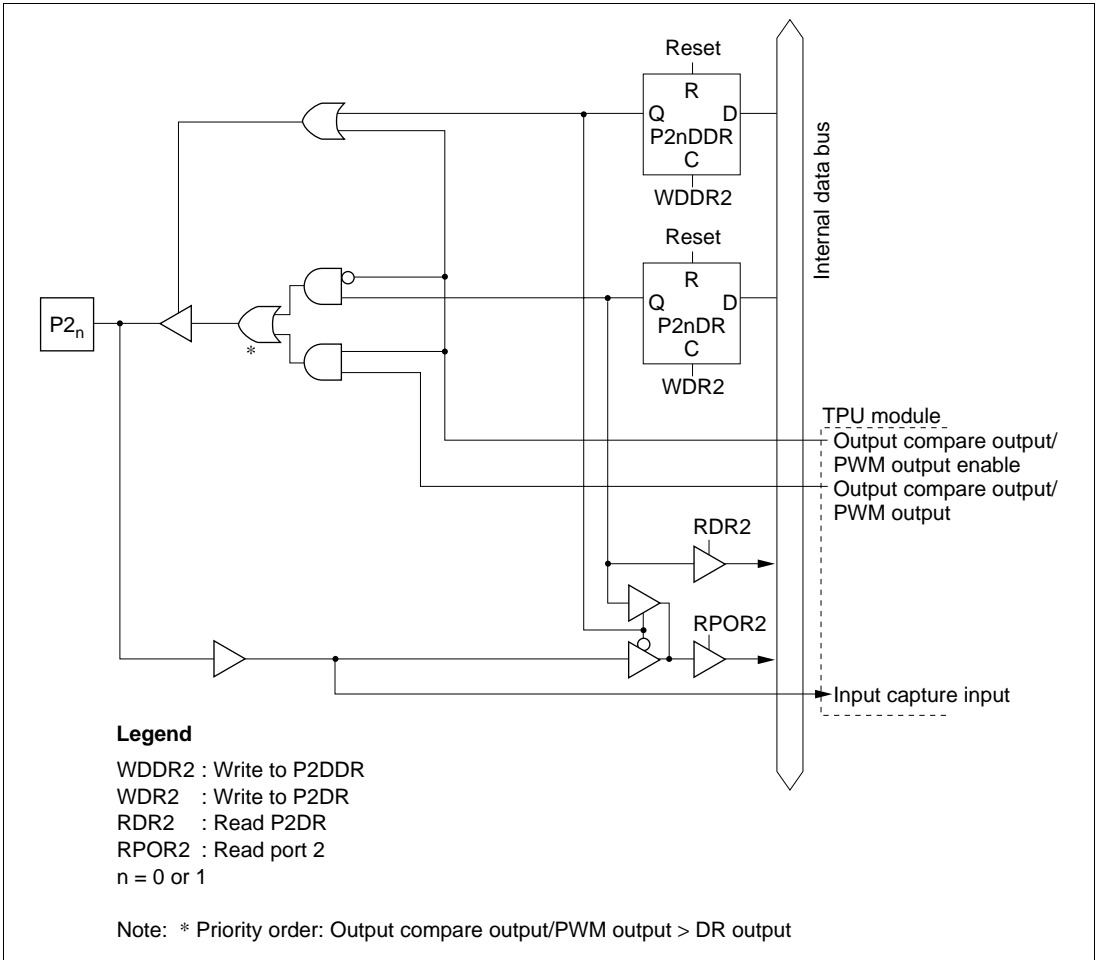 Reset
R
Q D
P2nDDR
C
WDDR2
Internal data bus
Reset
R
Q D
P2nDR
C
WDR2
P2n
*
TPU module
Output compare output/
PWM output enable
Output compare output/
PWM output
RDR2
RPOR2
Input capture input
Legend
WDDR2 : Write to P2DDR
WDR2 : Write to P2DR
RDR2 : Read P2DR
RPOR2 : Read port 2
n = 0 or 1
Note: * Priority order: Output compare output/PWM output > DR output